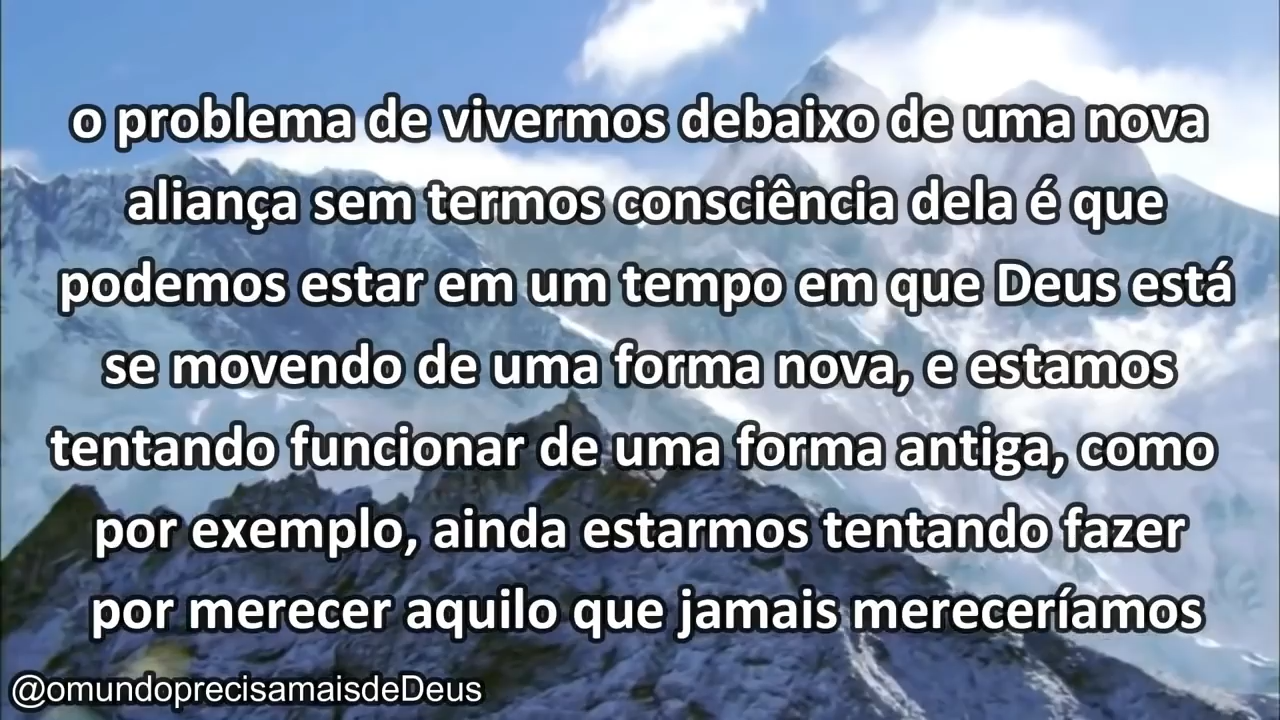 o problema de vivermos debaixo de uma nova
aliança sem termos consciência dela é que
podemos estar em um tempo em que Deus está
se movendo de uma forma nova, e estamos
tentando funcionar de uma forma antiga, como
por exemplo, ainda estarmos tentando fazer
por merecer aquilo que jamais mereceríamos
@omundoprecisamaisdeDeus